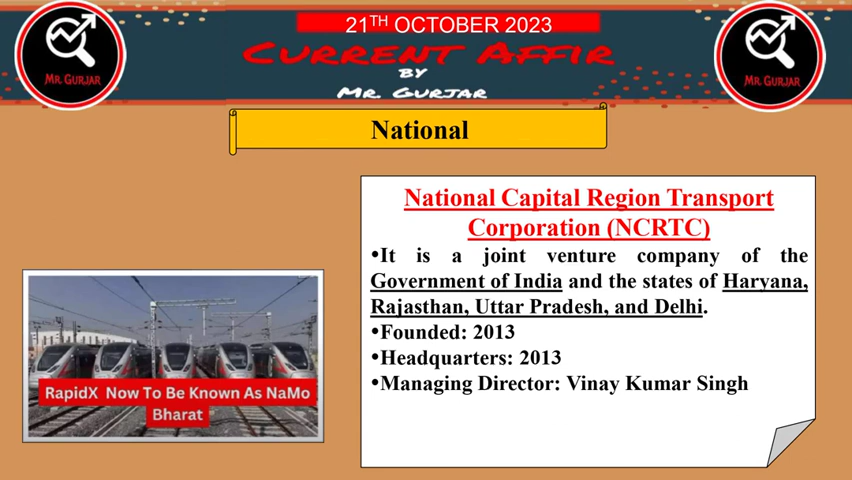 21TH OCTOBER 2023
CURRENT AFFIR
BY
MR. GURJAR
MR. GURJAR
MR. GURJAR
National
National Capital Region Transport
Corporation (NCRTC)
•It is a joint venture company of the
Government of India and the states of Haryana,
Rajasthan, Uttar Pradesh, and Delhi.
•Founded: 2013
•Headquarters: 2013
•Managing Director: Vinay Kumar Singh
RapidX Now To Be Known As NaMo
Bharat